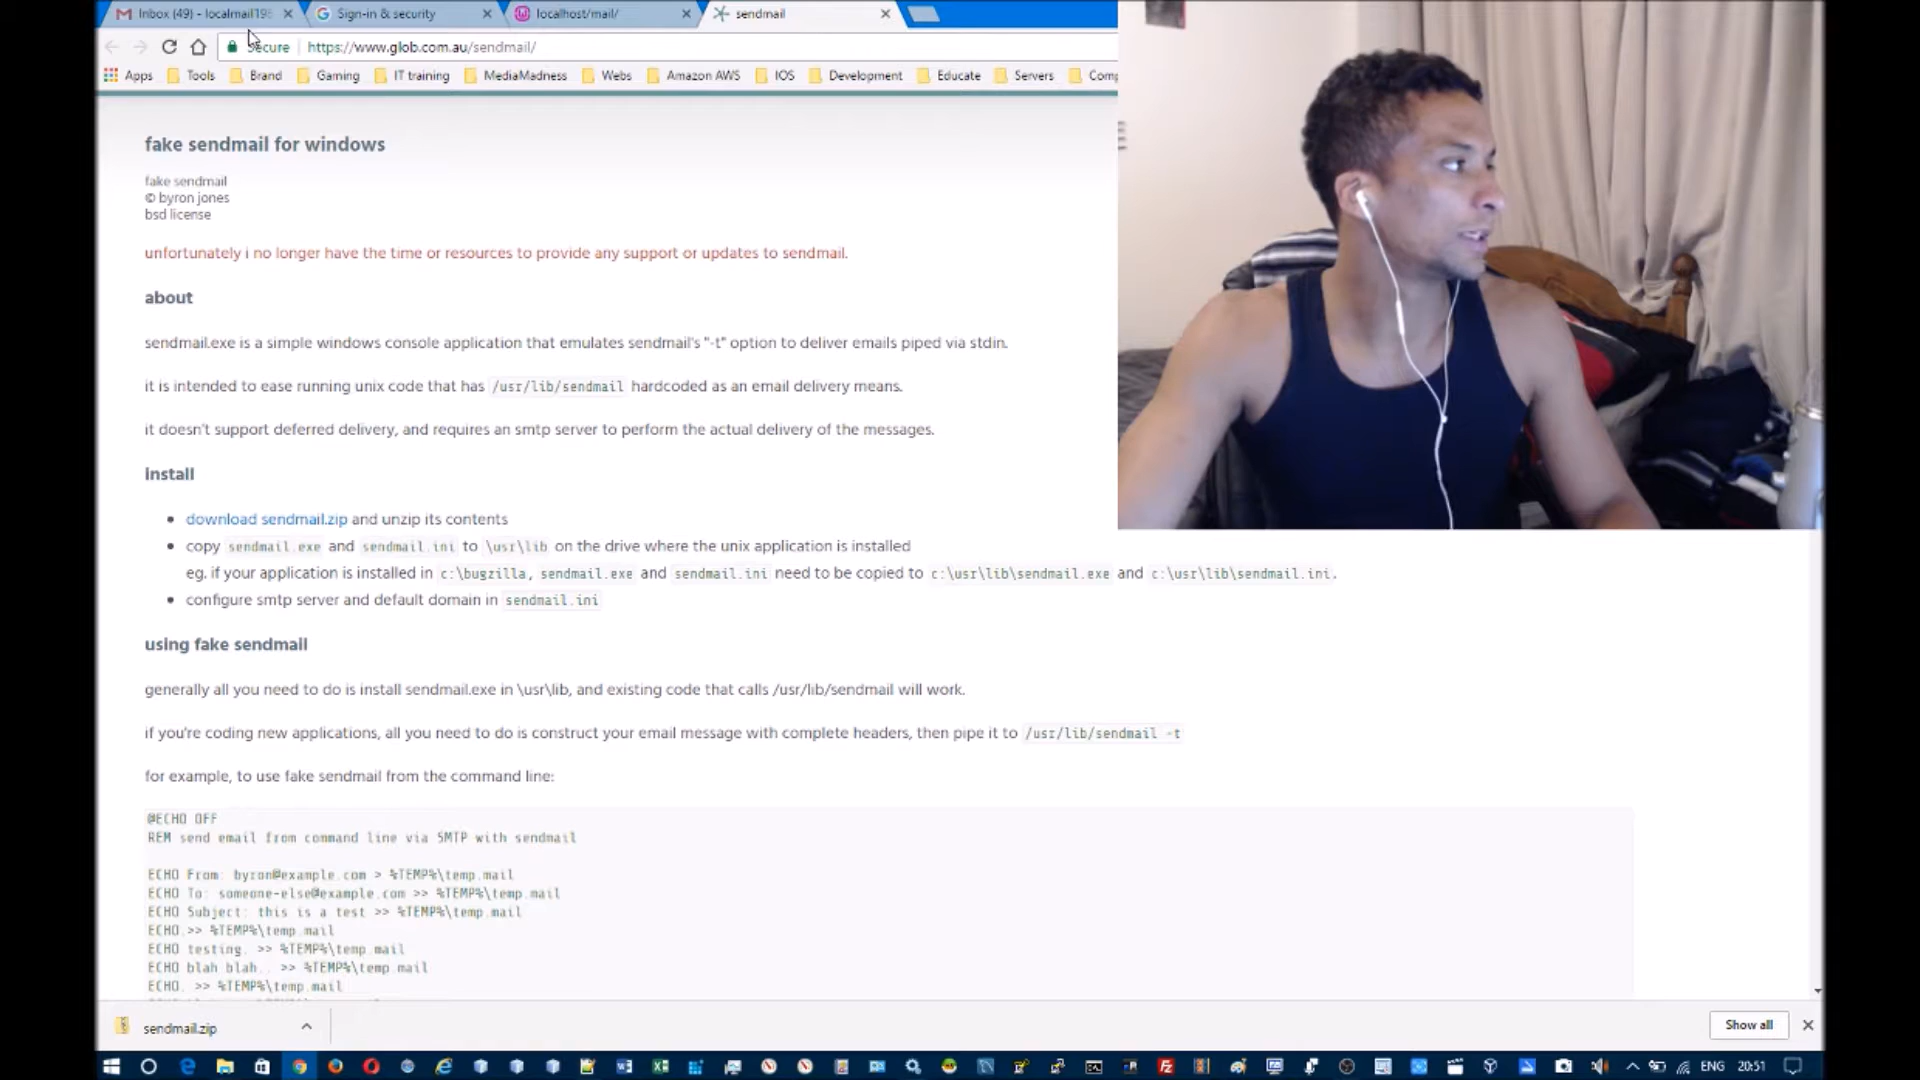 Inbox (49) - localmail198
Sign-in & security
localhost/mail/
sendmail
Secure
https://www.glob.com.au/sendmail/
Apps
Tools
Brand
Gaming
IT training
MediaMadness
Webs
Amazon AWS
IOS
Development
Educate
Servers
fake sendmail for windows
fake sendmail
© byron jones
bsd license
unfortunately i no longer have the time or resources to provide any support or updates to sendmail.
about
sendmail.exe is a simple windows console application that emulates sendmail's "-t" option to deliver emails piped via stdin.
it is intended to ease running unix code that has /usr/lib/sendmail hardcoded as an email delivery means.
it doesn't support deferred delivery, and requires an smtp server to perform the actual delivery of the messages.
install
download sendmail.zip and unzip its contents
copy sendmail.exe and sendmail.ini to \usr\lib on the drive where the unix application is installed
eg. if your application is installed in c:\bugzilla, sendmail.exe and sendmail.ini need to be copied to c:\usr\lib\sendmail.exe and c:\usr\lib\sendmail.ini.
configure smtp server and default domain in sendmail.ini
using fake sendmail
generally all you need to do is install sendmail.exe in \usr\lib, and existing code that calls /usr/lib/sendmail will work.
if you're coding new applications, all you need to do is construct your email message with complete headers, then pipe it to /usr/lib/sendmail -t
for example, to use fake sendmail from the command line:
@ECHO OFF
REM send email from command line via SMTP with sendmail
ECHO From: byron@example.com > %TEMP%\temp.mail
ECHO To: someone-else@example.com >> %TEMP%\temp.mail
ECHO Subject: this is a test >> %TEMP%\temp.mail
ECHO.>> %TEMP%\temp.mail
ECHO testing. >> %TEMP%\temp.mail
ECHO blah blah.. >> %TEMP%\temp.mail
ECHO. >> %TEMP%\temp.mail
sendmail.zip
Show all
ENG
20:51